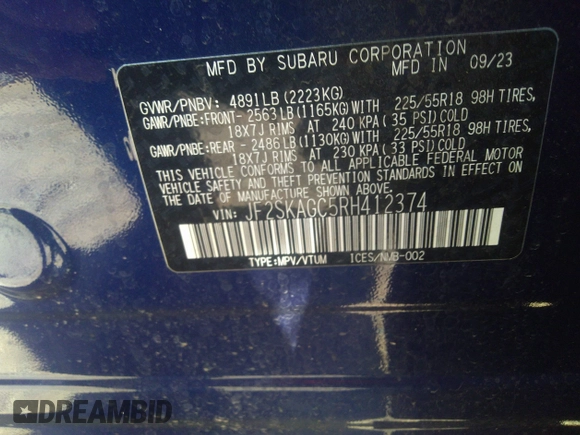 MFD BY SUBARU CORPORATION
MFD IN 09/23
GVWR/PNBV: 4891LB(2223KG)
GAWR/PNBE:FRONT- 2563LB(1165KG)WITH 225/55R18 98H TIRES,
18X7J RIMS AT 240 KPA( 35 PSI)COLD
GAWR/PNBE:REAR - 2486LB(1130KG)WITH 225/55R18 98H TIRES,
18X7J RIMS AT 230 KPA( 33 PSI)COLD
THIS VEHICLE CONFORMS TO ALL APPLICABLE FEDERAL MOTOR
VEHICLE SAFETY AND THEFT PREVENTION STANDARDS IN EFFECT ON
THE DATE OF MANUFACTURE SHOWN ABOVE.
VIN: JF2SKAGC5RH412374
TYPE:MPV/VTUM ICES/NMB-002
DREAMBID